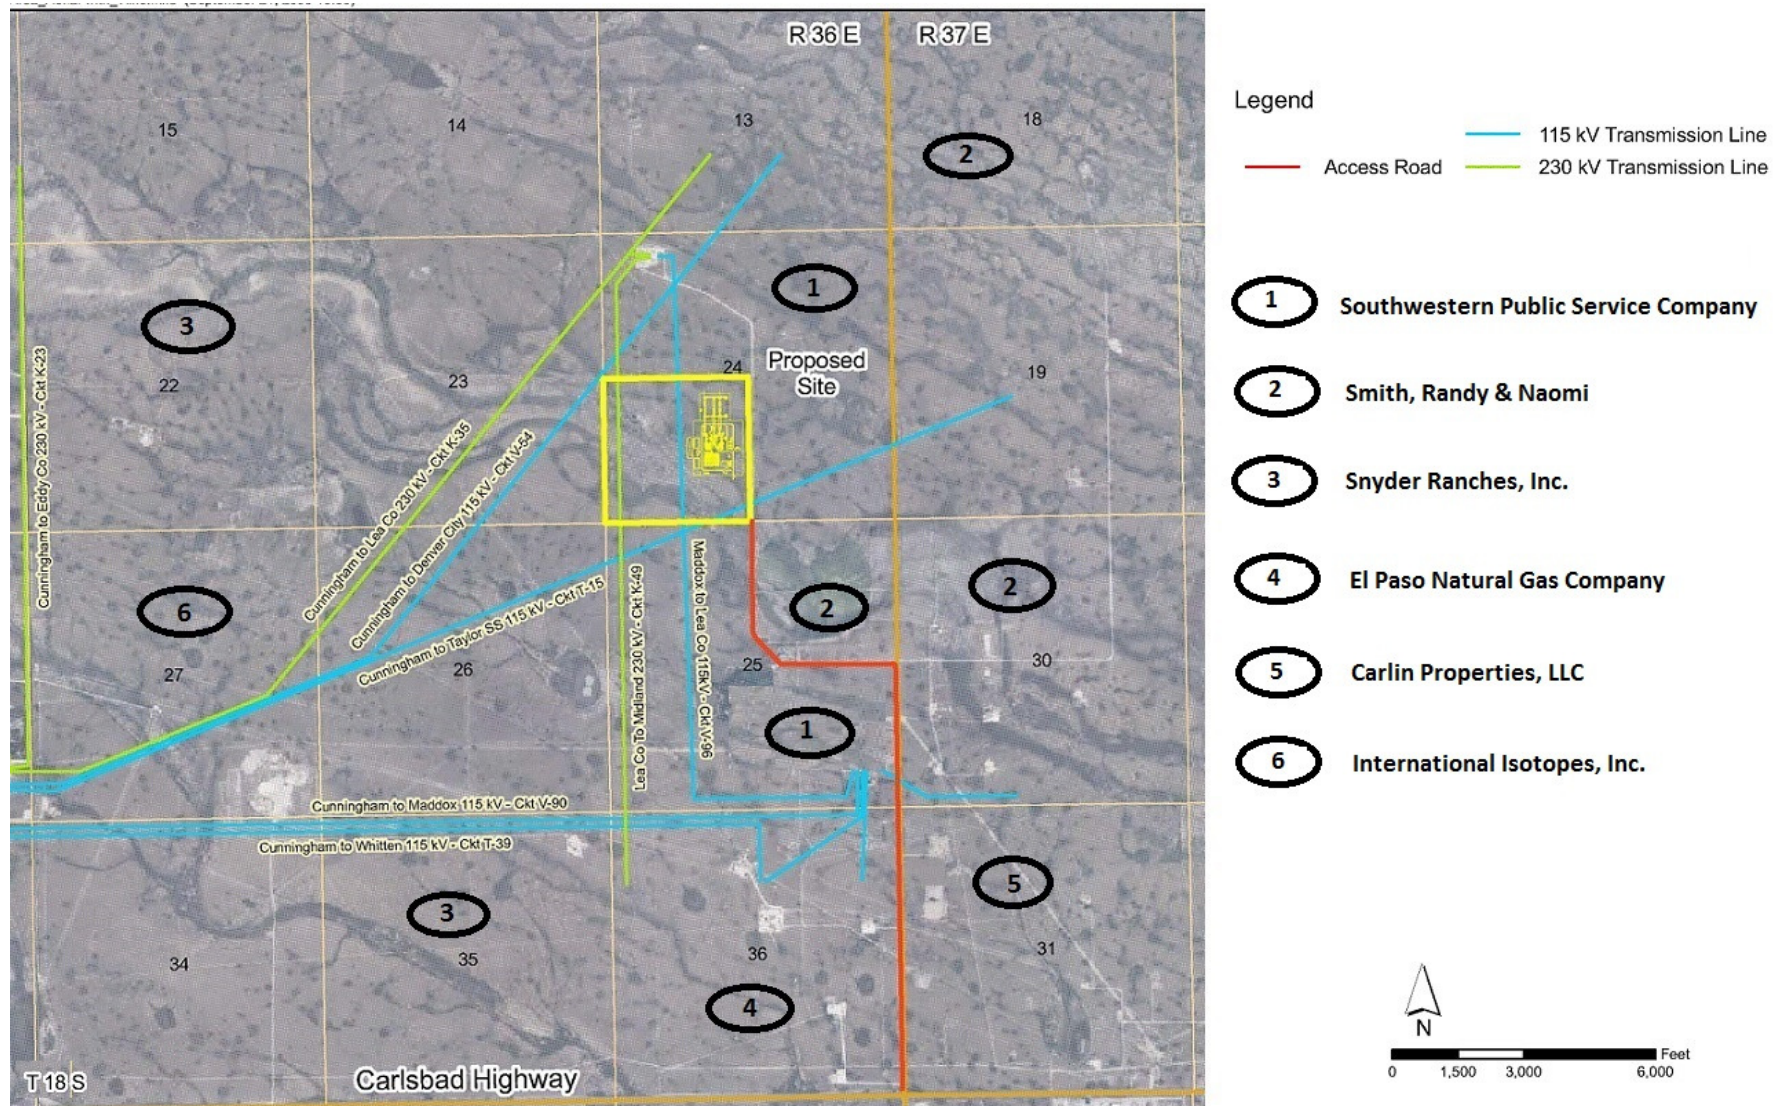 R 36 E
R 37 E
15
14
13
18
2
3
22
23
1
24
Proposed
Site
19
Cunningham to Eddy Co 230 kV - Ckt K-23
Cunningham to Lea Co 230 kV - Ckt K-35
Cunningham to Denver City 115 kV - Ckt V-54
Cunningham to Taylor SS 115 kV - Ckt T-15
Lea Co To Midland 230 kV - Ckt K-49
Maddox to Lea Co 115kV - Ckt V-96
6
27
26
2
25
2
30
1
Cunningham to Maddox 115 kV - Ckt V-90
Cunningham to Whitten 115 kV - Ckt T-39
3
34
35
36
4
5
31
T 18 S
Carlsbad Highway
Legend
115 kV Transmission Line
Access Road
230 kV Transmission Line
1 Southwestern Public Service Company
2 Smith, Randy & Naomi
3 Snyder Ranches, Inc.
4 El Paso Natural Gas Company
5 Carlin Properties, LLC
6 International Isotopes, Inc.
N
Feet
0 1,500 3,000 6,000